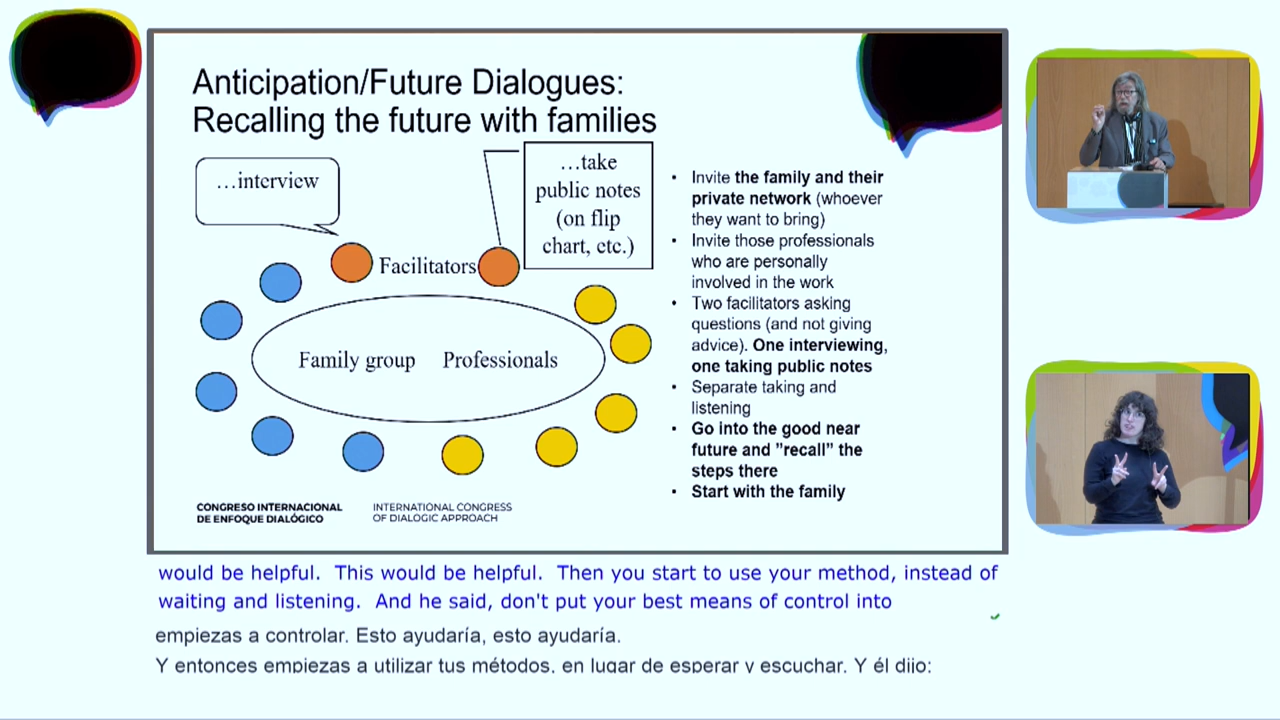 Anticipation/Future Dialogues:
Recalling the future with families
…interview
…take
public notes
(on flip
chart, etc.)
Facilitators
Family group
Professionals
• Invite the family and their
private network (whoever
they want to bring)
• Invite those professionals
who are personally
involved in the work
• Two facilitators asking
questions (and not giving
advice). One interviewing,
one taking public notes
• Separate taking and
listening
• Go into the good near
future and ”recall” the
steps there
• Start with the family
CONGRESO INTERNACIONAL
DE ENFOQUE DIALÓGICO
INTERNATIONAL CONGRESS
OF DIALOGIC APPROACH
would be helpful. This would be helpful. Then you start to use your method, instead of
waiting and listening. And he said, don't put your best means of control into
empiezas a controlar. Esto ayudaría, esto ayudaría.
Y entonces empiezas a utilizar tus métodos, en lugar de esperar y escuchar. Y él dijo: